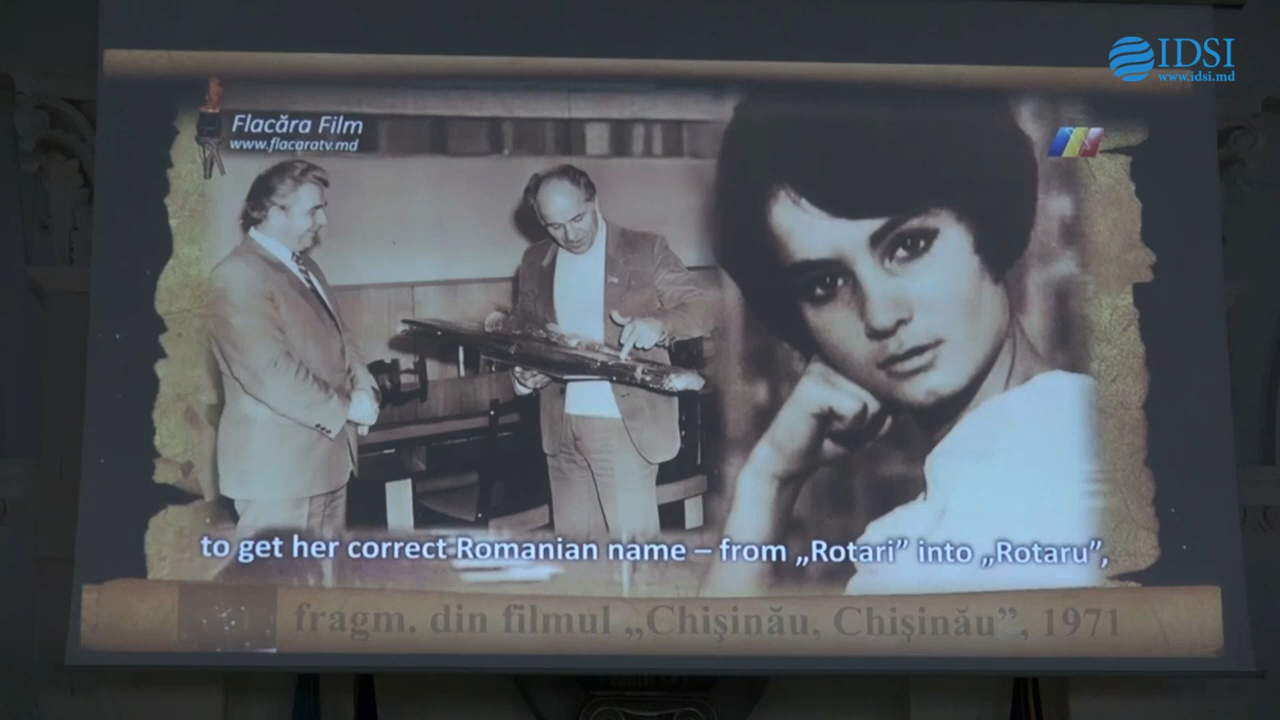 IDSI
www.idsi.md
Flacăra Film
www.flacaratv.md
to get her correct Romanian name – from „Rotari” into „Rotaru”,
fragm. din filmul „Chişinău, Chişinău”, 1971